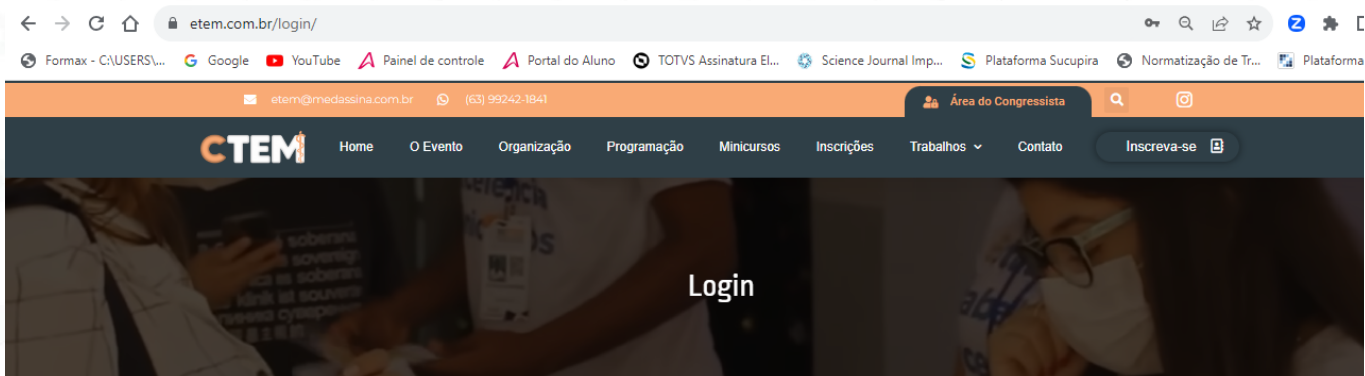 etem.com.br/login/
Formax - C:\USERS\... Google YouTube Painel de controle Portal do Aluno TOTVS Assinatura El... Science Journal Imp... Plataforma Sucupira Normatização de Tr... Plataforma
etem@medassina.com.br (63) 99242-1841 Área do Congressista
CTEM Home O Evento Organização Programação Minicursos Inscrições Trabalhos Contato Inscreva-se
Login